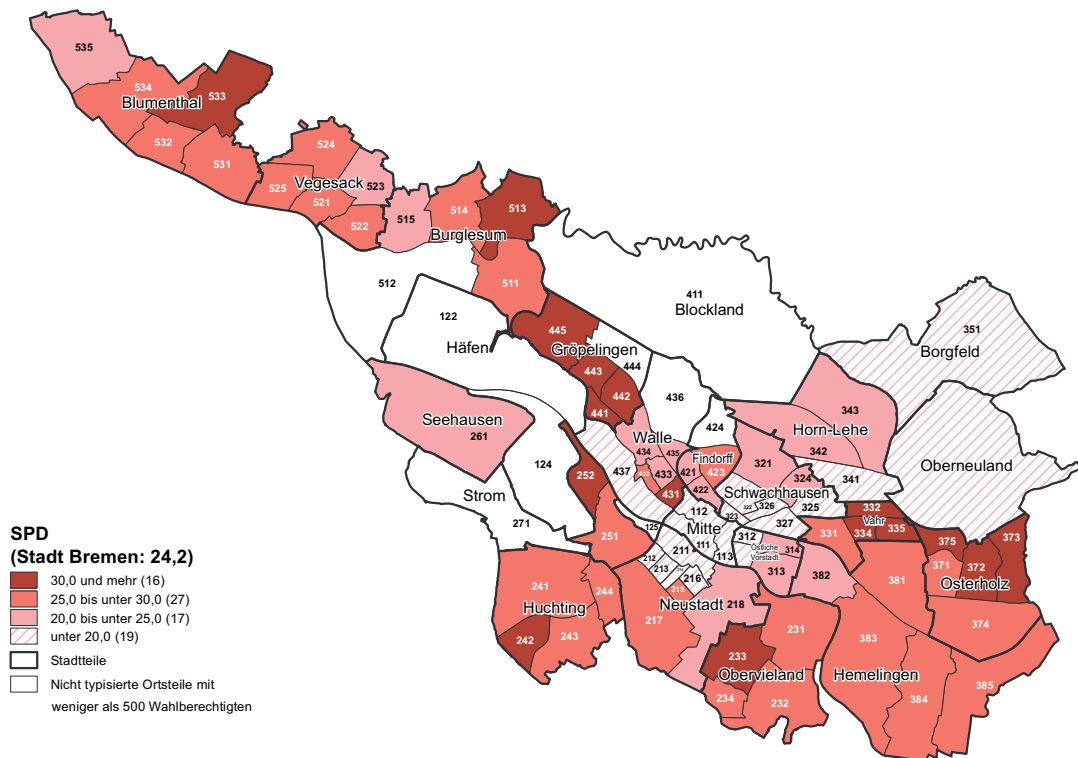 535
534
533
Blumenthal
532
531
524
523
525
Vegesack
521
522
515
514
513
Burglesum
511
512
122
Häfen
411
Blockland
351
Borgfeld
445
Gröpelingen
444
443
442
441
436
424
343
Horn-Lehe
342
341
Seehausen
261
Walle
434
435
433
437
431
421
422
Findorff
423
321
324
Schwachhausen
326
325
323
327
Oberneuland
124
252
Strom
271
251
125
112
Mitte
111
113
312
Östliche
Vorstadt
314
313
382
331
332
Vahr
334
335
375
373
371
372
Osterholz
374
381
212
211
213
216
215
Neustadt
217
218
241
244
Huchting
242
243
231
233
Obervieland
234
232
383
Hemelingen
384
385
SPD
(Stadt Bremen: 24,2)
30,0 und mehr (16)
25,0 bis unter 30,0 (27)
20,0 bis unter 25,0 (17)
unter 20,0 (19)
Stadtteile
Nicht typisierte Ortsteile mit
weniger als 500 Wahlberechtigten